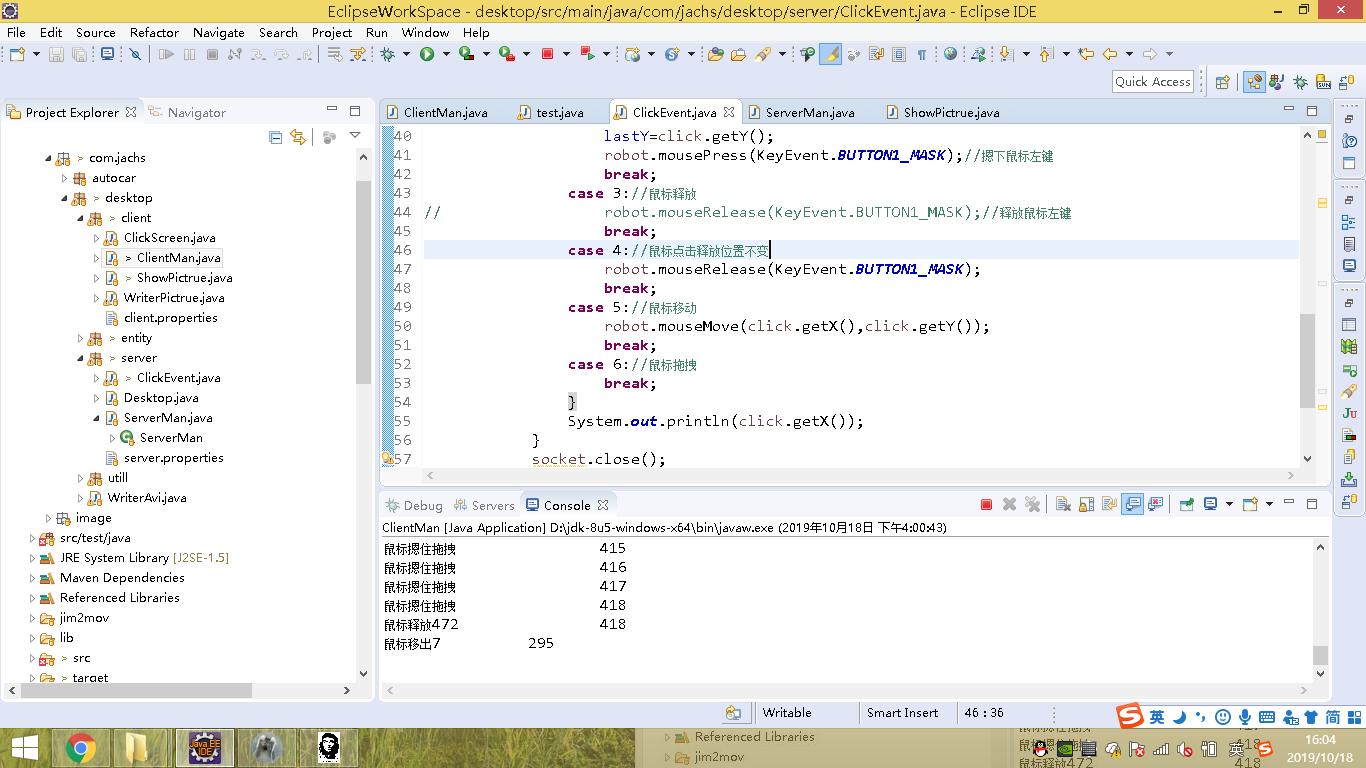 EclipseWorkSpace - desktop/src/main/java/com/jachs/desktop/server/ClickEvent.java - Eclipse IDE
File Edit Source Refactor Navigate Search Project Run Window Help
Quick Access
Project Explorer Navigator
> com.jachs
autocar
> desktop
> client
ClickScreen.java
> ClientMan.java
> ShowPictrue.java
WriterPictrue.java
client.properties
> entity
> server
> ClickEvent.java
Desktop.java
ServerMan.java
ServerMan
server.properties
utill
WriterAvi.java
image
src/test/java
JRE System Library [J2SE-1.5]
Maven Dependencies
Referenced Libraries
jim2mov
lib
> src
> target
ClientMan.java test.java ClickEvent.java ServerMan.java ShowPictrue.java
40 lastY=click.getY();
41 robot.mousePress(KeyEvent.BUTTON1_MASK);//摁下鼠标左键
42 break;
43 case 3://鼠标释放
44 // robot.mouseRelease(KeyEvent.BUTTON1_MASK);//释放鼠标左键
45 break;
46 case 4://鼠标点击释放位置不变
47 robot.mouseRelease(KeyEvent.BUTTON1_MASK);
48 break;
49 case 5://鼠标移动
50 robot.mouseMove(click.getX(),click.getY());
51 break;
52 case 6://鼠标拖拽
53 break;
54 }
55 System.out.println(click.getX());
56 }
57 socket.close();
Debug Servers Console
ClientMan [Java Application] D:\jdk-8u5-windows-x64\bin\javaw.exe (2019年10月18日 下午4:00:43)
鼠标摁住拖拽 415
鼠标摁住拖拽 416
鼠标摁住拖拽 417
鼠标摁住拖拽 418
鼠标释放472 418
鼠标移出7 295
Writable Smart Insert 46 : 36
英 简
Java EE IDE
Referenced Libraries
jim2mov
鼠标释放472 418
英
16:04
2019/10/18